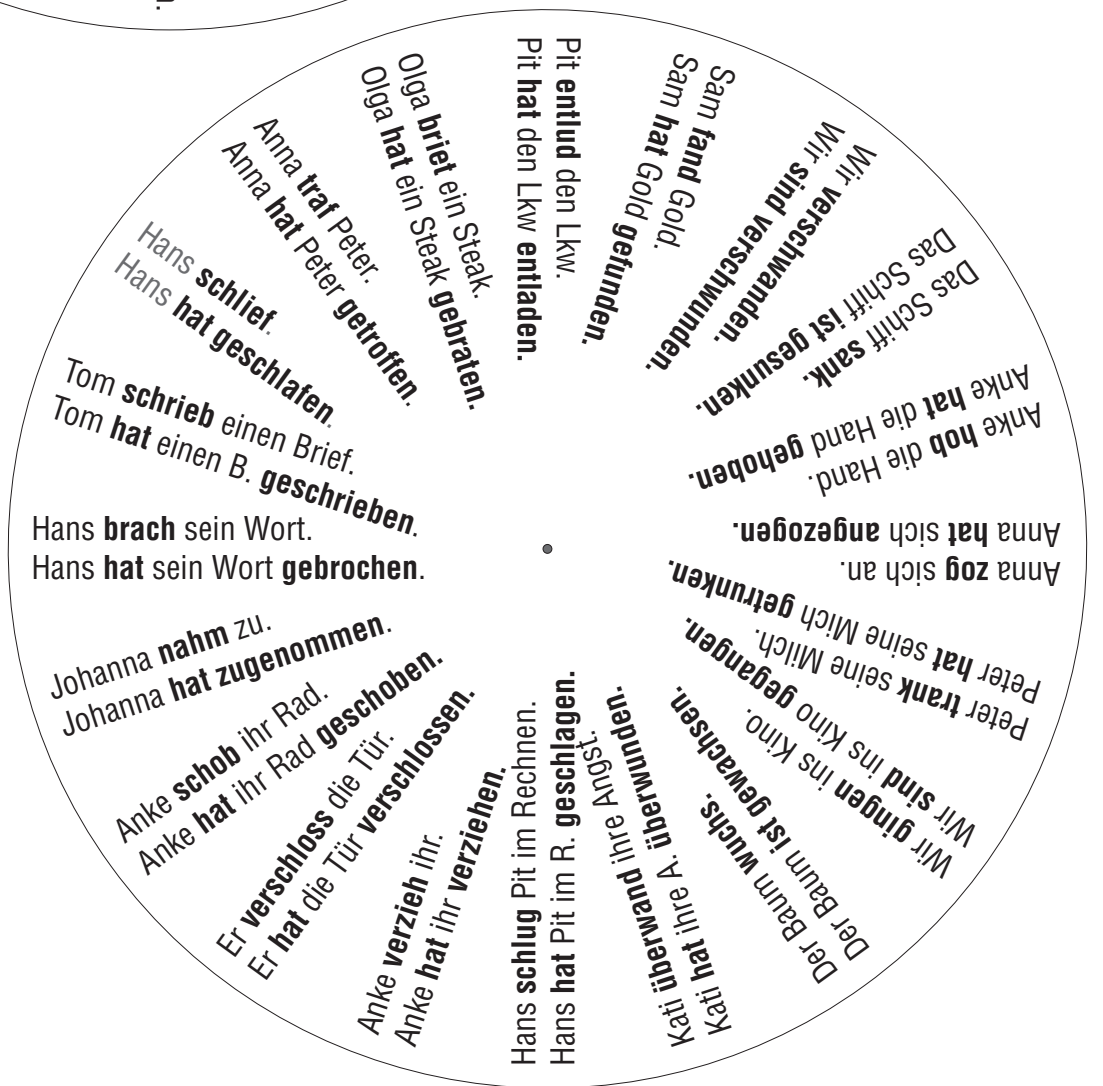 Pit entlud den Lkw.
Pit hat den Lkw entladen.
Sam fand Gold.
Sam hat Gold gefunden.
Wir verschwanden.
Wir sind verschwunden.
Das Schiff sank.
Das Schiff ist gesunken.
Anke hob die Hand.
Anke hat die Hand gehoben.
Anna zog sich an.
Anna hat sich angezogen.
Peter trank seine Milch.
Peter hat seine Mich getrunken.
Wir gingen ins Kino.
Wir sind ins Kino gegangen.
Der Baum wuchs.
Der Baum ist gewachsen.
Kati überwand ihre Angst.
Kati hat ihre A. überwunden.
Hans schlug Pit im Rechnen.
Hans hat Pit im R. geschlagen.
Anke verzieh ihr.
Anke hat ihr verziehen.
Er verschloss die Tür.
Er hat die Tür verschlossen.
Anke schob ihr Rad.
Anke hat ihr Rad geschoben.
Johanna nahm zu.
Johanna hat zugenommen.
Hans brach sein Wort.
Hans hat sein Wort gebrochen.
Tom schrieb einen Brief.
Tom hat einen B. geschrieben.
Hans schlief.
Hans hat geschlafen.
Anna traf Peter.
Anna hat Peter getroffen.
Olga briet ein Steak.
Olga hat ein Steak gebraten.